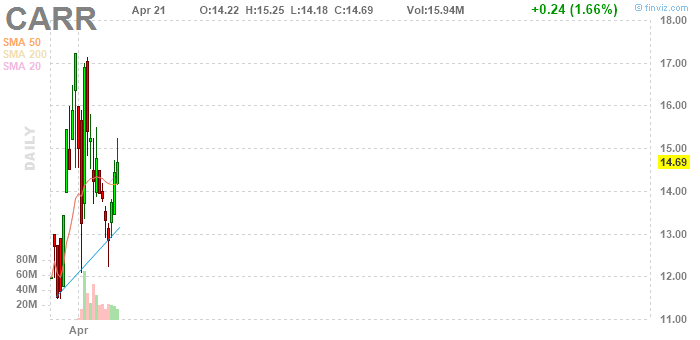 CARR
Apr 21 O:14.22 H:15.25 L:14.18 C:14.69 Vol:15.94M +0.24 (1.66%) © finviz.com
SMA 50
SMA 200
SMA 20
DAILY
18.00
17.00
16.00
15.00
14.69
14.00
13.00
12.00
11.00
80M
60M
40M
20M
Apr